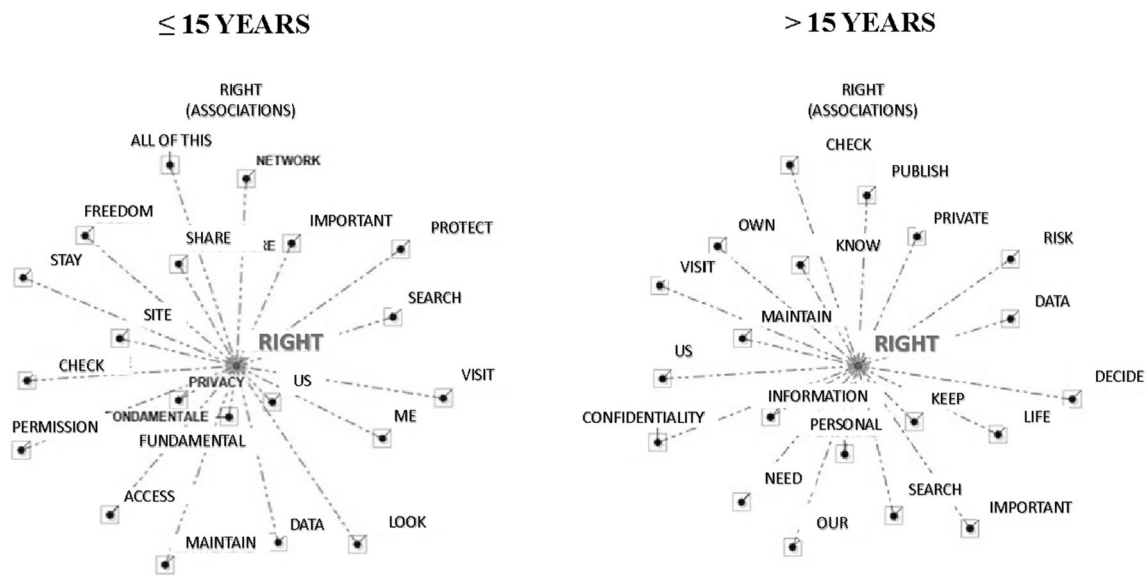 ≤ 15 YEARS
RIGHT
(ASSOCIATIONS)
ALL OF THIS
NETWORK
FREEDOM
SHARE
IMPORTANT
PROTECT
RE
STAY
SEARCH
SITE
RIGHT
CHECK
PRIVACY
US
VISIT
ONDAMENTALE
PERMISSION
ME
FUNDAMENTAL
ACCESS
DATA
LOOK
MAINTAIN
> 15 YEARS
RIGHT
(ASSOCIATIONS)
CHECK
PUBLISH
OWN
KNOW
PRIVATE
RISK
VISIT
MAINTAIN
DATA
RIGHT
US
DECIDE
INFORMATION
KEEP
CONFIDENTIALITY
PERSONAL
LIFE
NEED
SEARCH
IMPORTANT
OUR